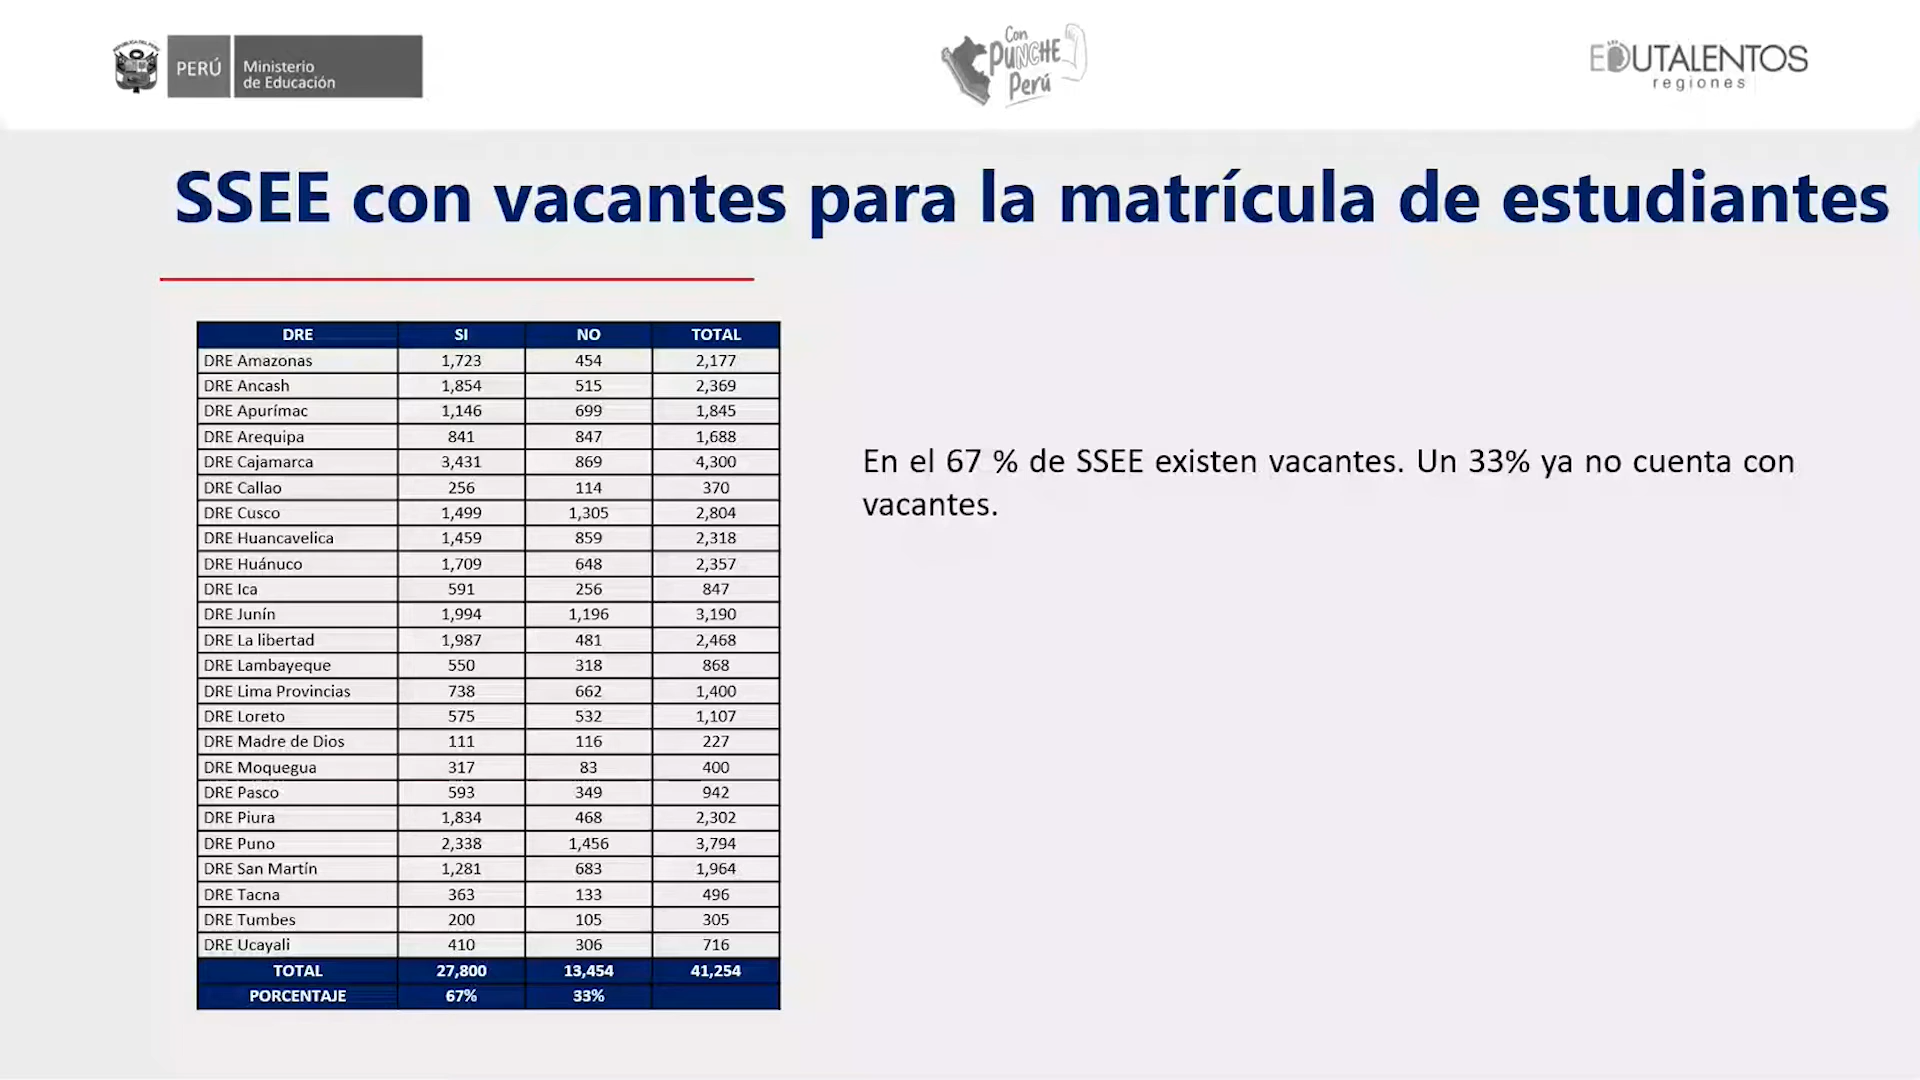 REPÚBLICA DEL PERÚ
PERÚ
Ministerio
de Educación
Con
PUNCHE
Perú
EDUTALENTOS
regiones
SSEE con vacantes para la matrícula de estudiantes
DRE SI NO TOTAL
DRE Amazonas 1,723 454 2,177
DRE Ancash 1,854 515 2,369
DRE Apurímac 1,146 699 1,845
DRE Arequipa 841 847 1,688
DRE Cajamarca 3,431 869 4,300
DRE Callao 256 114 370
DRE Cusco 1,499 1,305 2,804
DRE Huancavelica 1,459 859 2,318
DRE Huánuco 1,709 648 2,357
DRE Ica 591 256 847
DRE Junín 1,994 1,196 3,190
DRE La libertad 1,987 481 2,468
DRE Lambayeque 550 318 868
DRE Lima Provincias 738 662 1,400
DRE Loreto 575 532 1,107
DRE Madre de Dios 111 116 227
DRE Moquegua 317 83 400
DRE Pasco 593 349 942
DRE Piura 1,834 468 2,302
DRE Puno 2,338 1,456 3,794
DRE San Martín 1,281 683 1,964
DRE Tacna 363 133 496
DRE Tumbes 200 105 305
DRE Ucayali 410 306 716
TOTAL 27,800 13,454 41,254
PORCENTAJE 67% 33%
En el 67 % de SSEE existen vacantes. Un 33% ya no cuenta con
vacantes.